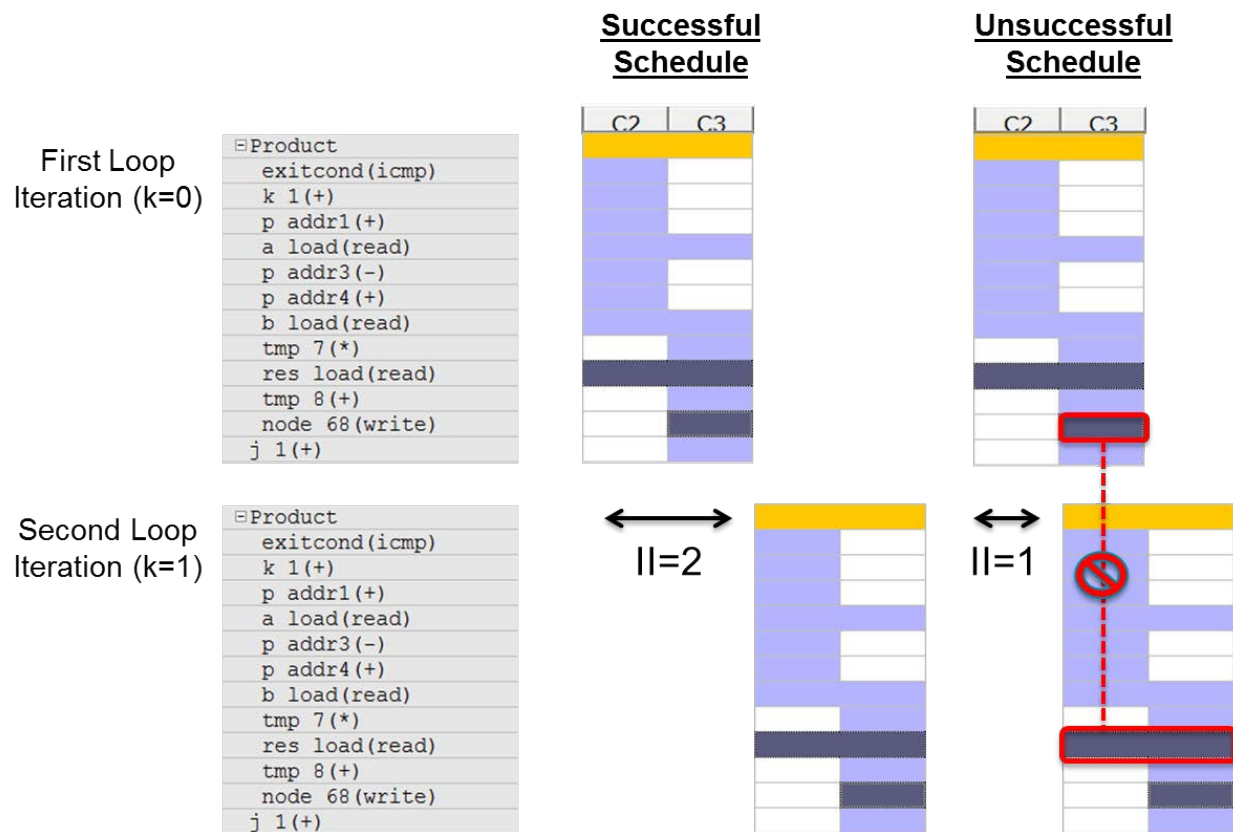 Successful
Schedule
Unsuccessful
Schedule
C2 C3
C2 C3
First Loop
Iteration (k=0)
⊟Product
exitcond(icmp)
k 1(+)
p addr1(+)
a load(read)
p addr3(-)
p addr4(+)
b load(read)
tmp 7(*)
res load(read)
tmp 8(+)
node 68(write)
j 1(+)
Second Loop
Iteration (k=1)
⊟Product
exitcond(icmp)
k 1(+)
p addr1(+)
a load(read)
p addr3(-)
p addr4(+)
b load(read)
tmp 7(*)
res load(read)
tmp 8(+)
node 68(write)
j 1(+)
II=2
II=1